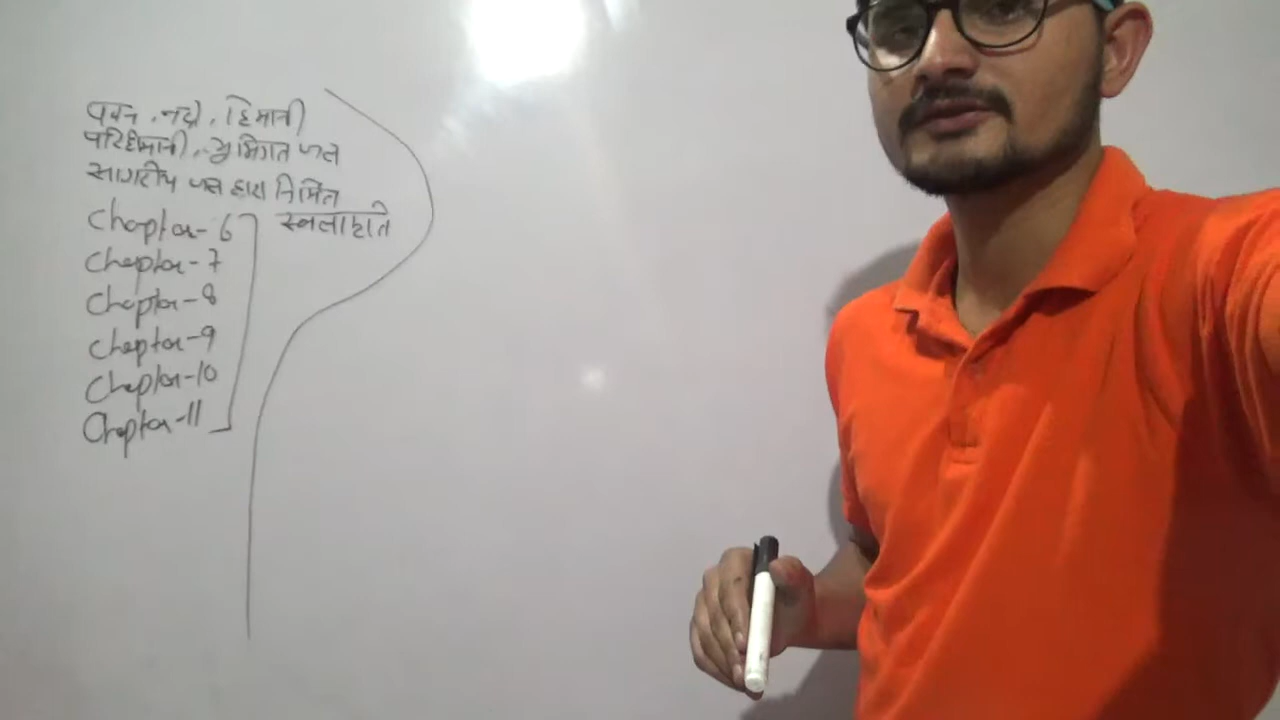 पवन, नदी, हिमानी
परिहिमानी, भूमिगत जल
सागरीय जल द्वारा निर्मित
स्थलाकृति
Chapter-6
Chapter-7
Chapter-8
Chapter-9
Chapter-10
Chapter-11